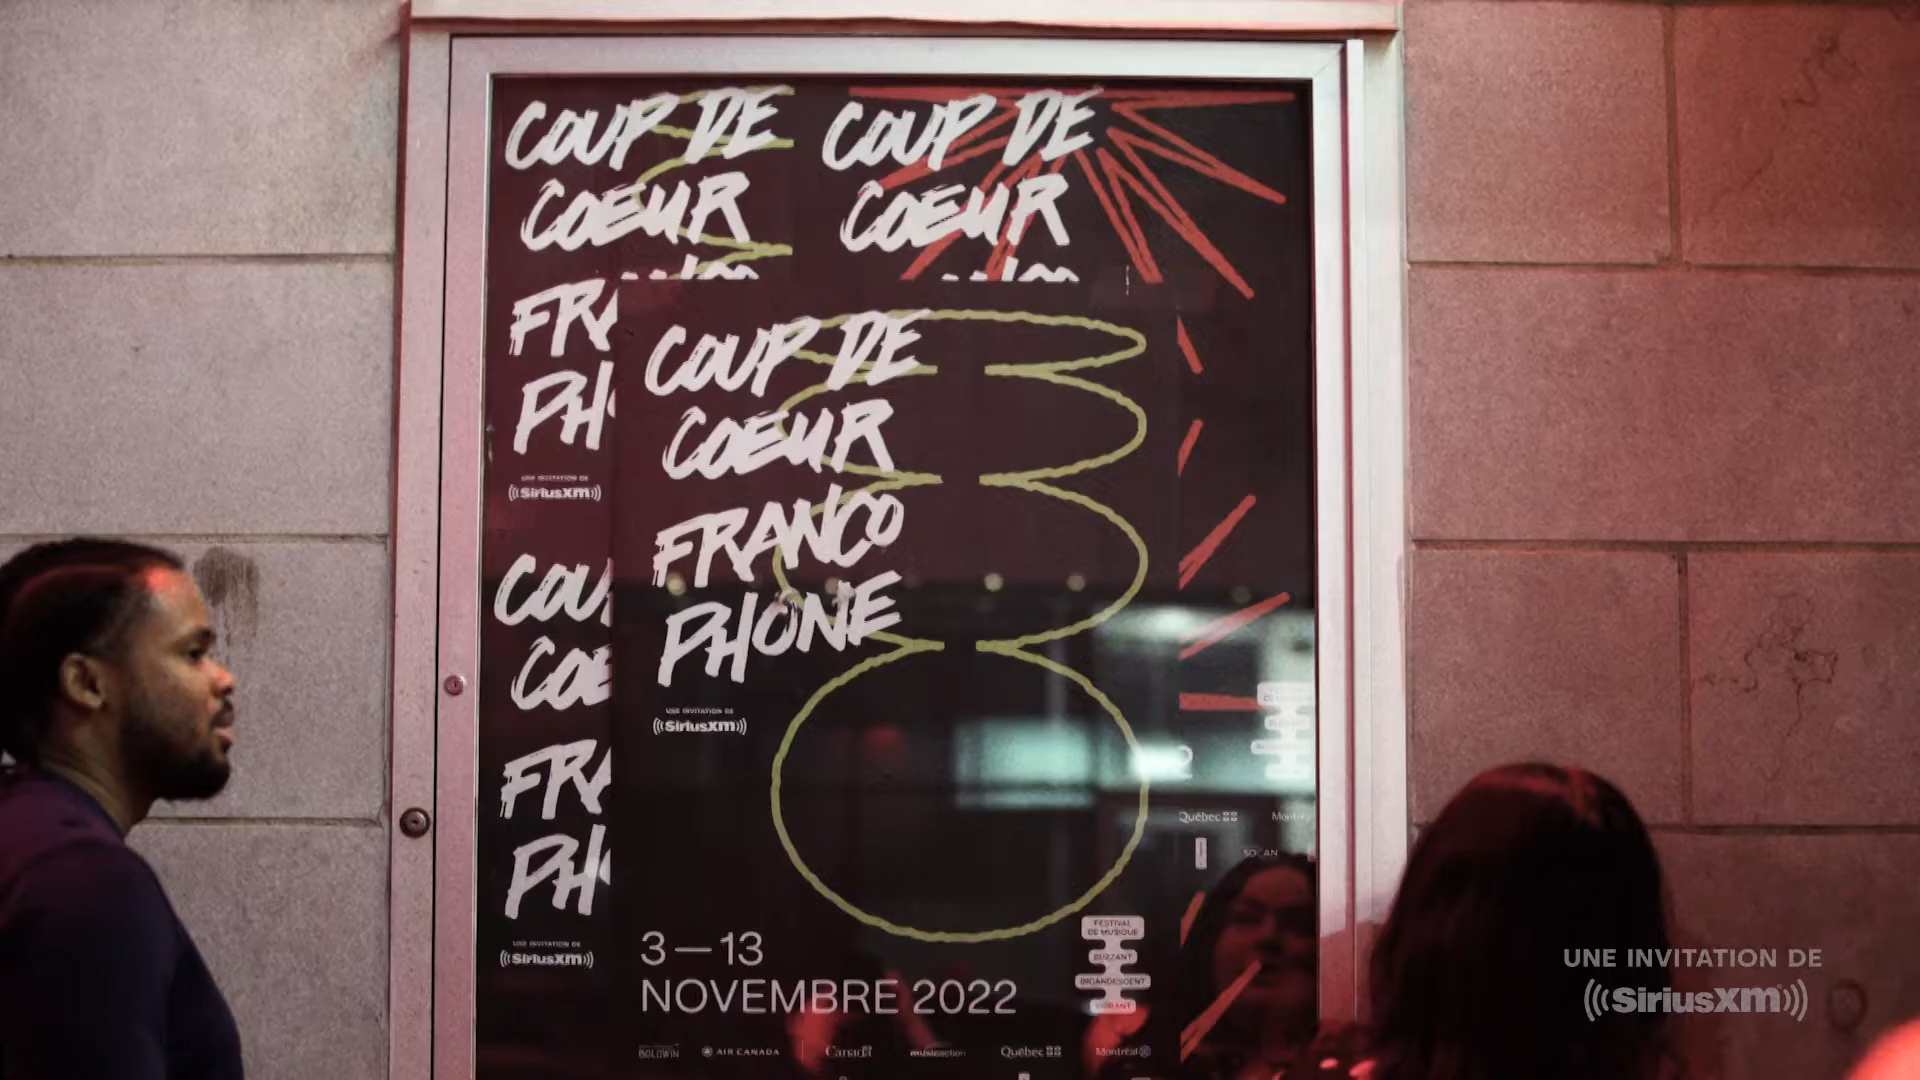 COUP DE
COEUR
FRA
PHO
UNE INVITATION DE
SiriusXM
COUP DE
COEUR
COUP DE
COEUR
FRANCO
PHONE
UNE INVITATION DE
SiriusXM
COU
COE
FRA
PHO
UNE INVITATION DE
SiriusXM
3—13
NOVEMBRE 2022
FESTIVAL
DE MUSIQUE
BUZZANT
INCANDESCENT
VIBRANT
BOLDWIN
AIR CANADA
Canada
musicaction
Québec
Montréal
Québec
Montré
SOCAN
UNE INVITATION DE
SiriusXM